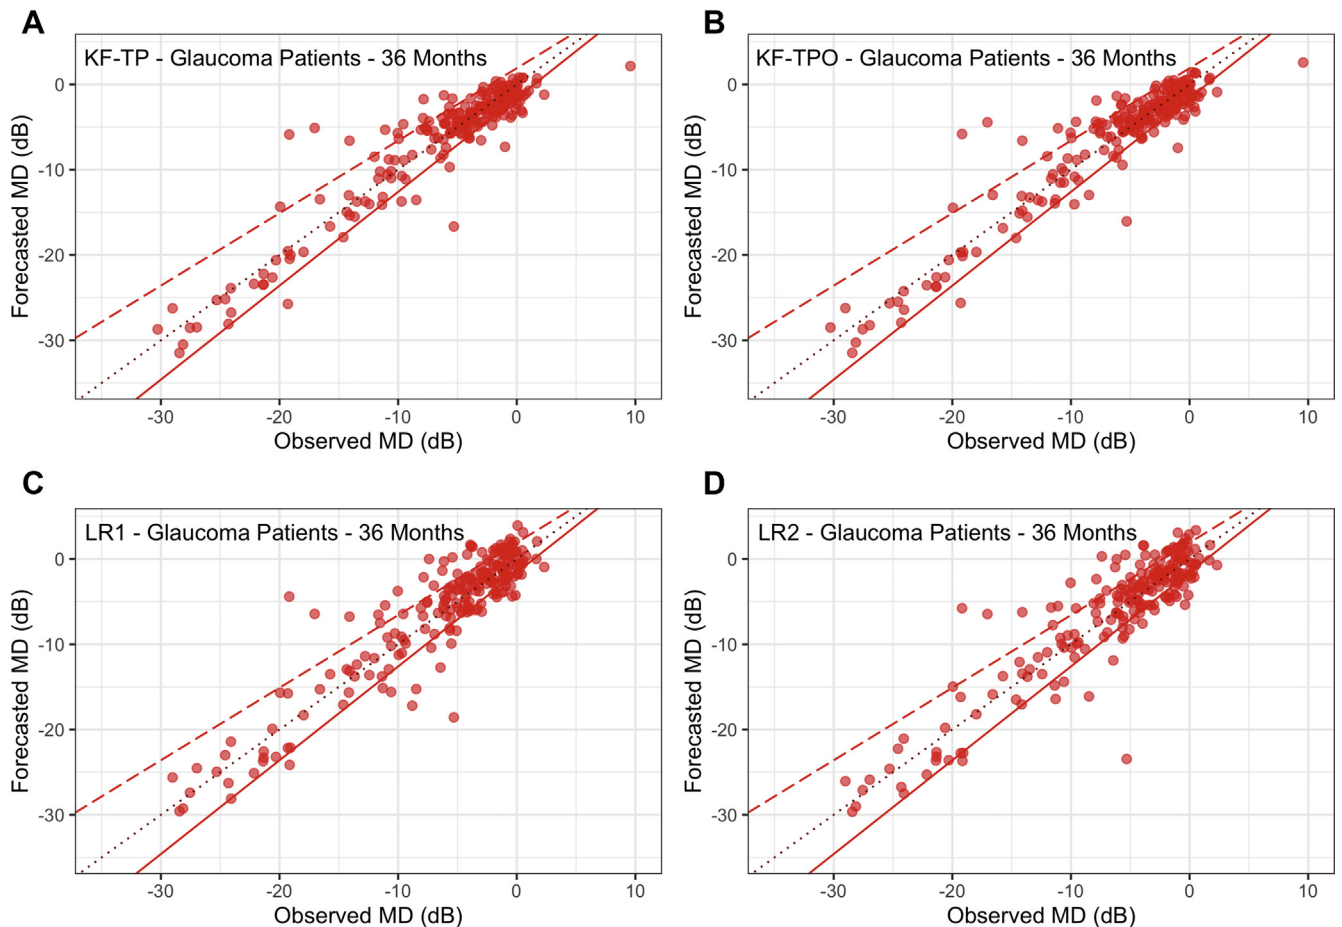 A
KF-TP - Glaucoma Patients - 36 Months
Forecasted MD (dB)
0
-10
-20
-30
-30
-20
-10
0
10
Observed MD (dB)
B
KF-TPO - Glaucoma Patients - 36 Months
Forecasted MD (dB)
0
-10
-20
-30
-30
-20
-10
0
10
Observed MD (dB)
C
LR1 - Glaucoma Patients - 36 Months
Forecasted MD (dB)
0
-10
-20
-30
-30
-20
-10
0
10
Observed MD (dB)
D
LR2 - Glaucoma Patients - 36 Months
Forecasted MD (dB)
0
-10
-20
-30
-30
-20
-10
0
10
Observed MD (dB)